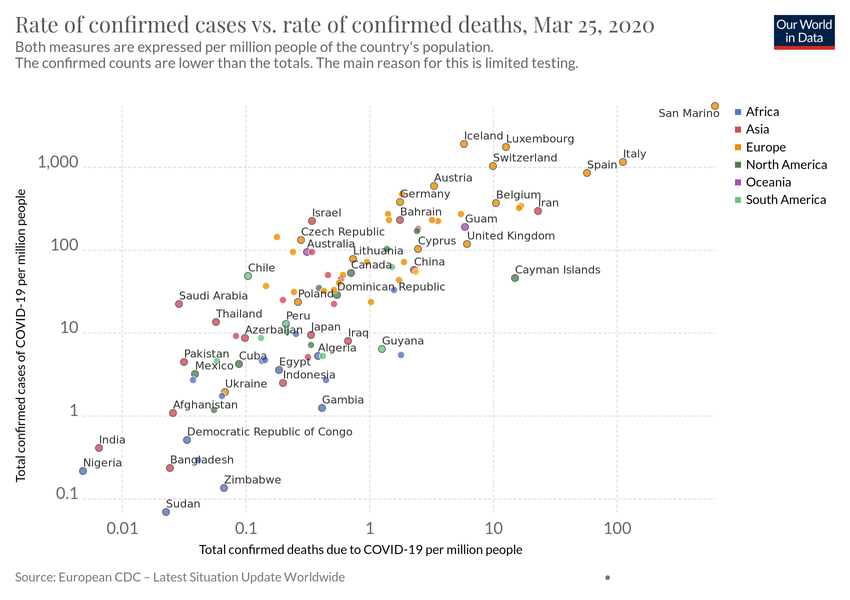 Rate of confirmed cases vs. rate of confirmed deaths, Mar 25, 2020
Both measures are expressed per million people of the country's population.
The confirmed counts are lower than the totals. The main reason for this is limited testing.
Our World
in Data
San Marino
Iceland
Luxembourg
Switzerland
Italy
Spain
Austria
Germany
Belgium
Iran
Israel
Bahrain
Guam
Czech Republic
Australia
Cyprus
United Kingdom
Lithuania
Canada
China
Chile
Cayman Islands
Dominican Republic
Poland
Saudi Arabia
Thailand
Peru
Azerbaijan
Japan
Iraq
Guyana
Algeria
Pakistan
Cuba
Mexico
Egypt
Indonesia
Ukraine
Gambia
Afghanistan
Democratic Republic of Congo
India
Nigeria
Bangladesh
Zimbabwe
Sudan
Africa
Asia
Europe
North America
Oceania
South America
Total confirmed cases of COVID-19 per million people
1,000
100
10
1
0.1
0.01
0.1
1
10
100
Total confirmed deaths due to COVID-19 per million people
Source: European CDC – Latest Situation Update Worldwide